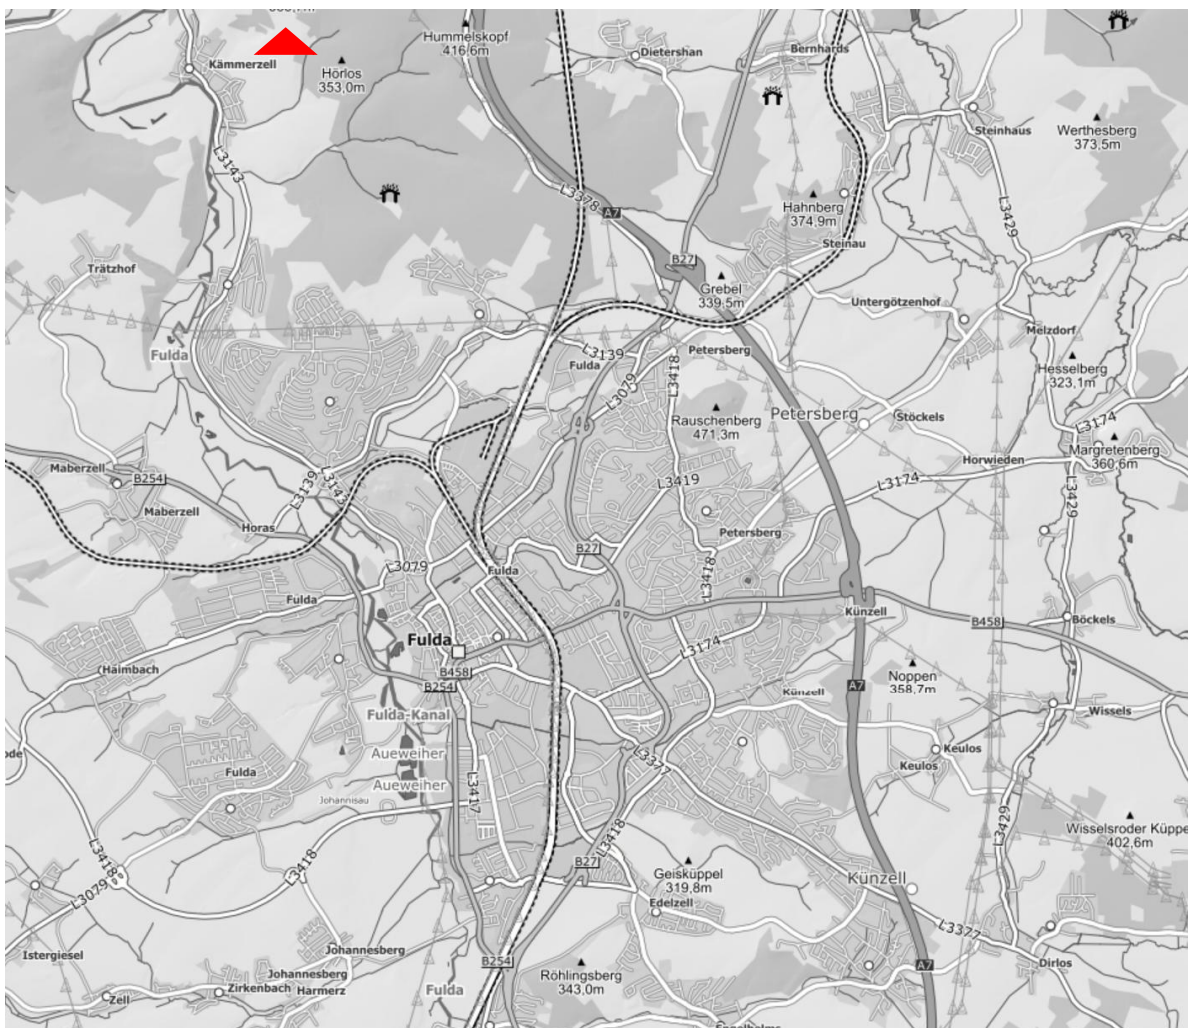 Hummelskopf
416,6m
Kämmerzell
Hörlos
353,0m
Dietershan
Bernhards
Steinhaus
Werthesberg
373,5m
L3143
L3378
A7
Hahnberg
374,9m
L3429
Steinau
B27
Trätzhof
Grebel
339,5m
Untergötzenhof
Melzdorf
Fulda
L3139
Fulda
Petersberg
L3418
Hesselberg
323,1m
L3079
Rauschenberg
471,3m
Petersberg
Stöckels
L3174
Margretenberg
360,6m
Maberzell
B254
Horwieden
L3419
L3174
L3139
L3143
Maberzell
Horas
L3429
Petersberg
B27
L3079
Fulda
L3418
Fulda
Künzell
B458
Böckels
Fulda
L3174
Haimbach
B458
B254
Noppen
358,7m
A7
Künzell
Fulda-Kanal
Wissels
Aueweiher
L3377
Keulos
Keulos
Fulda
Aueweiher
Johannisau
L3417
L3429
Wisselsroder Küppe
402,6m
L3418
L3418
L3418
B27
Geisküppel
319,8m
Künzell
L3079
Edelzell
L3377
Istergiesel
Johannesberg
B254
Röhlingsberg
343,0m
A7
Dirlos
Johannesberg
Zirkenbach
Harmerz
Zell
Fulda